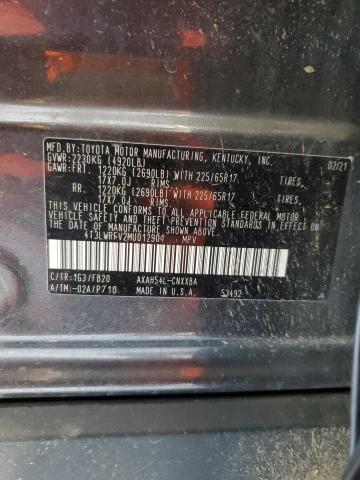 MFD.BY:TOYOTA MOTOR MANUFACTURING, KENTUCKY, INC. 02/21
GVWR:2230KG (4920LB)
GAWR:FRT. 1220KG (2690LB) WITH 225/65R17 TIRES,
17X7.0J RIMS
RR. 1220KG (2690LB) WITH 225/65R17 TIRES,
17X7.0J RIMS
THIS VEHICLE CONFORMS TO ALL APPLICABLE FEDERAL MOTOR
VEHICLE SAFETY AND THEFT PREVENTION STANDARDS IN EFFECT
ON THE DATE OF MANUFACTURE SHOWN ABOVE.
MPV
C/TR:1G3/FB20 AXAH54L-CNXXBA
A/TM:-02A/P710 MADE IN U.S.A. S3492